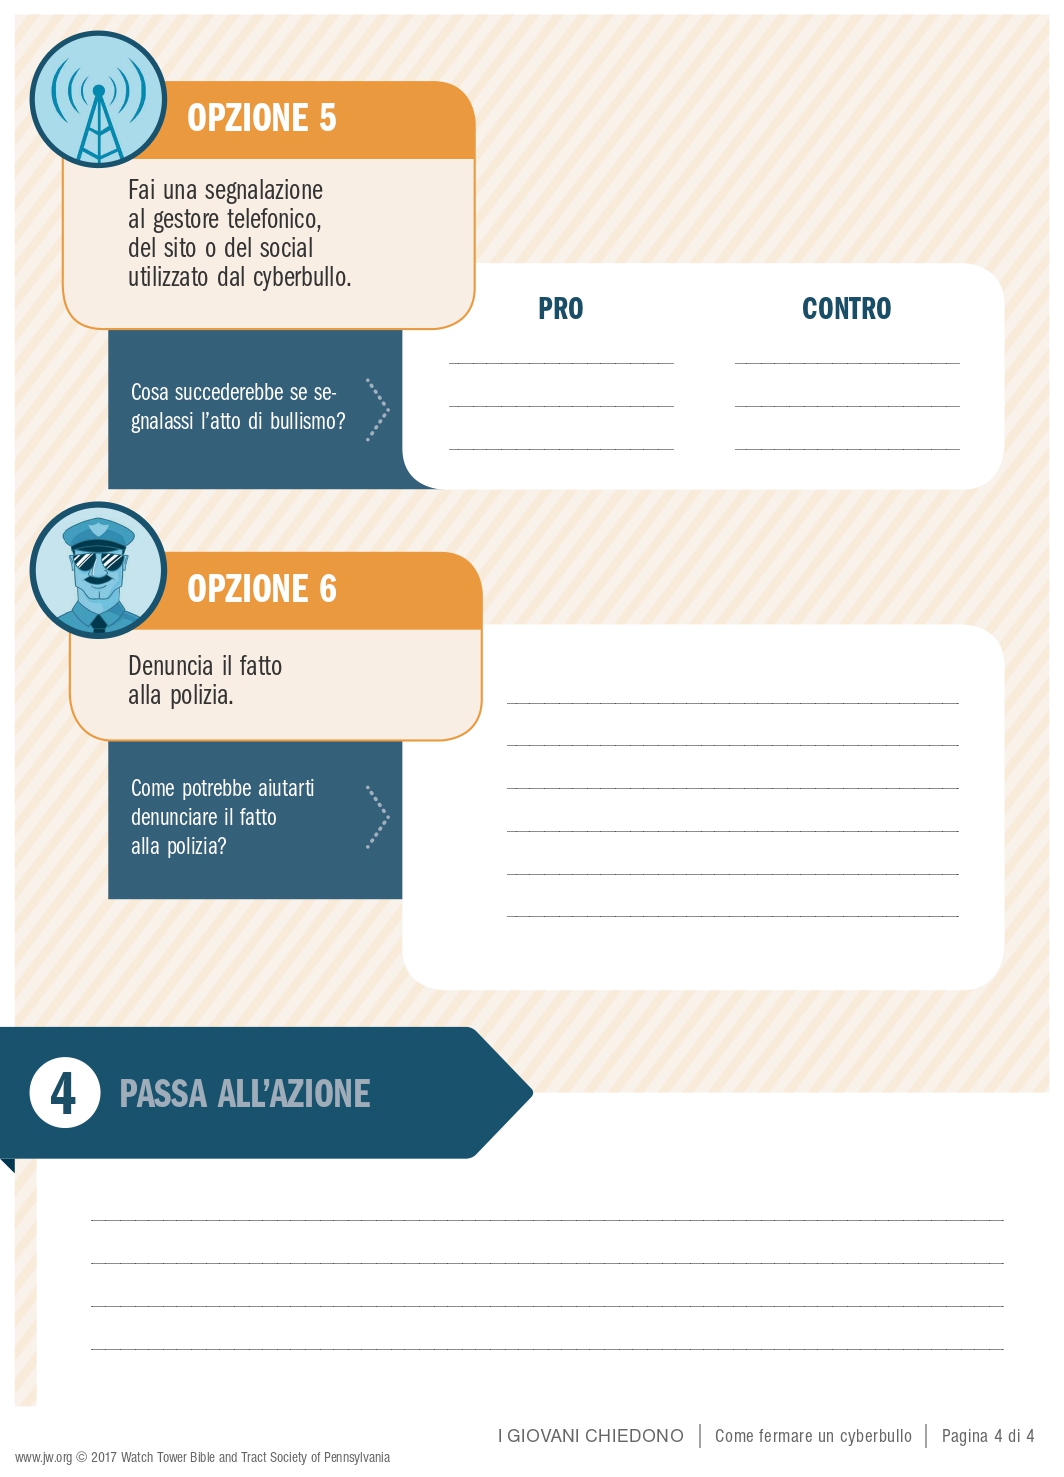 OPZIONE 5
Fai una segnalazione
al gestore telefonico,
del sito o del social
utilizzato dal cyberbullo.
PRO
CONTRO
Cosa succederebbe se se-
gnalassi l’atto di bullismo?
OPZIONE 6
Denuncia il fatto
alla polizia.
Come potrebbe aiutarti
denunciare il fatto
alla polizia?
4 PASSA ALL’AZIONE
I GIOVANI CHIEDONO | Come fermare un cyberbullo | Pagina 4 di 4
www.jw.org © 2017 Watch Tower Bible and Tract Society of Pennsylvania